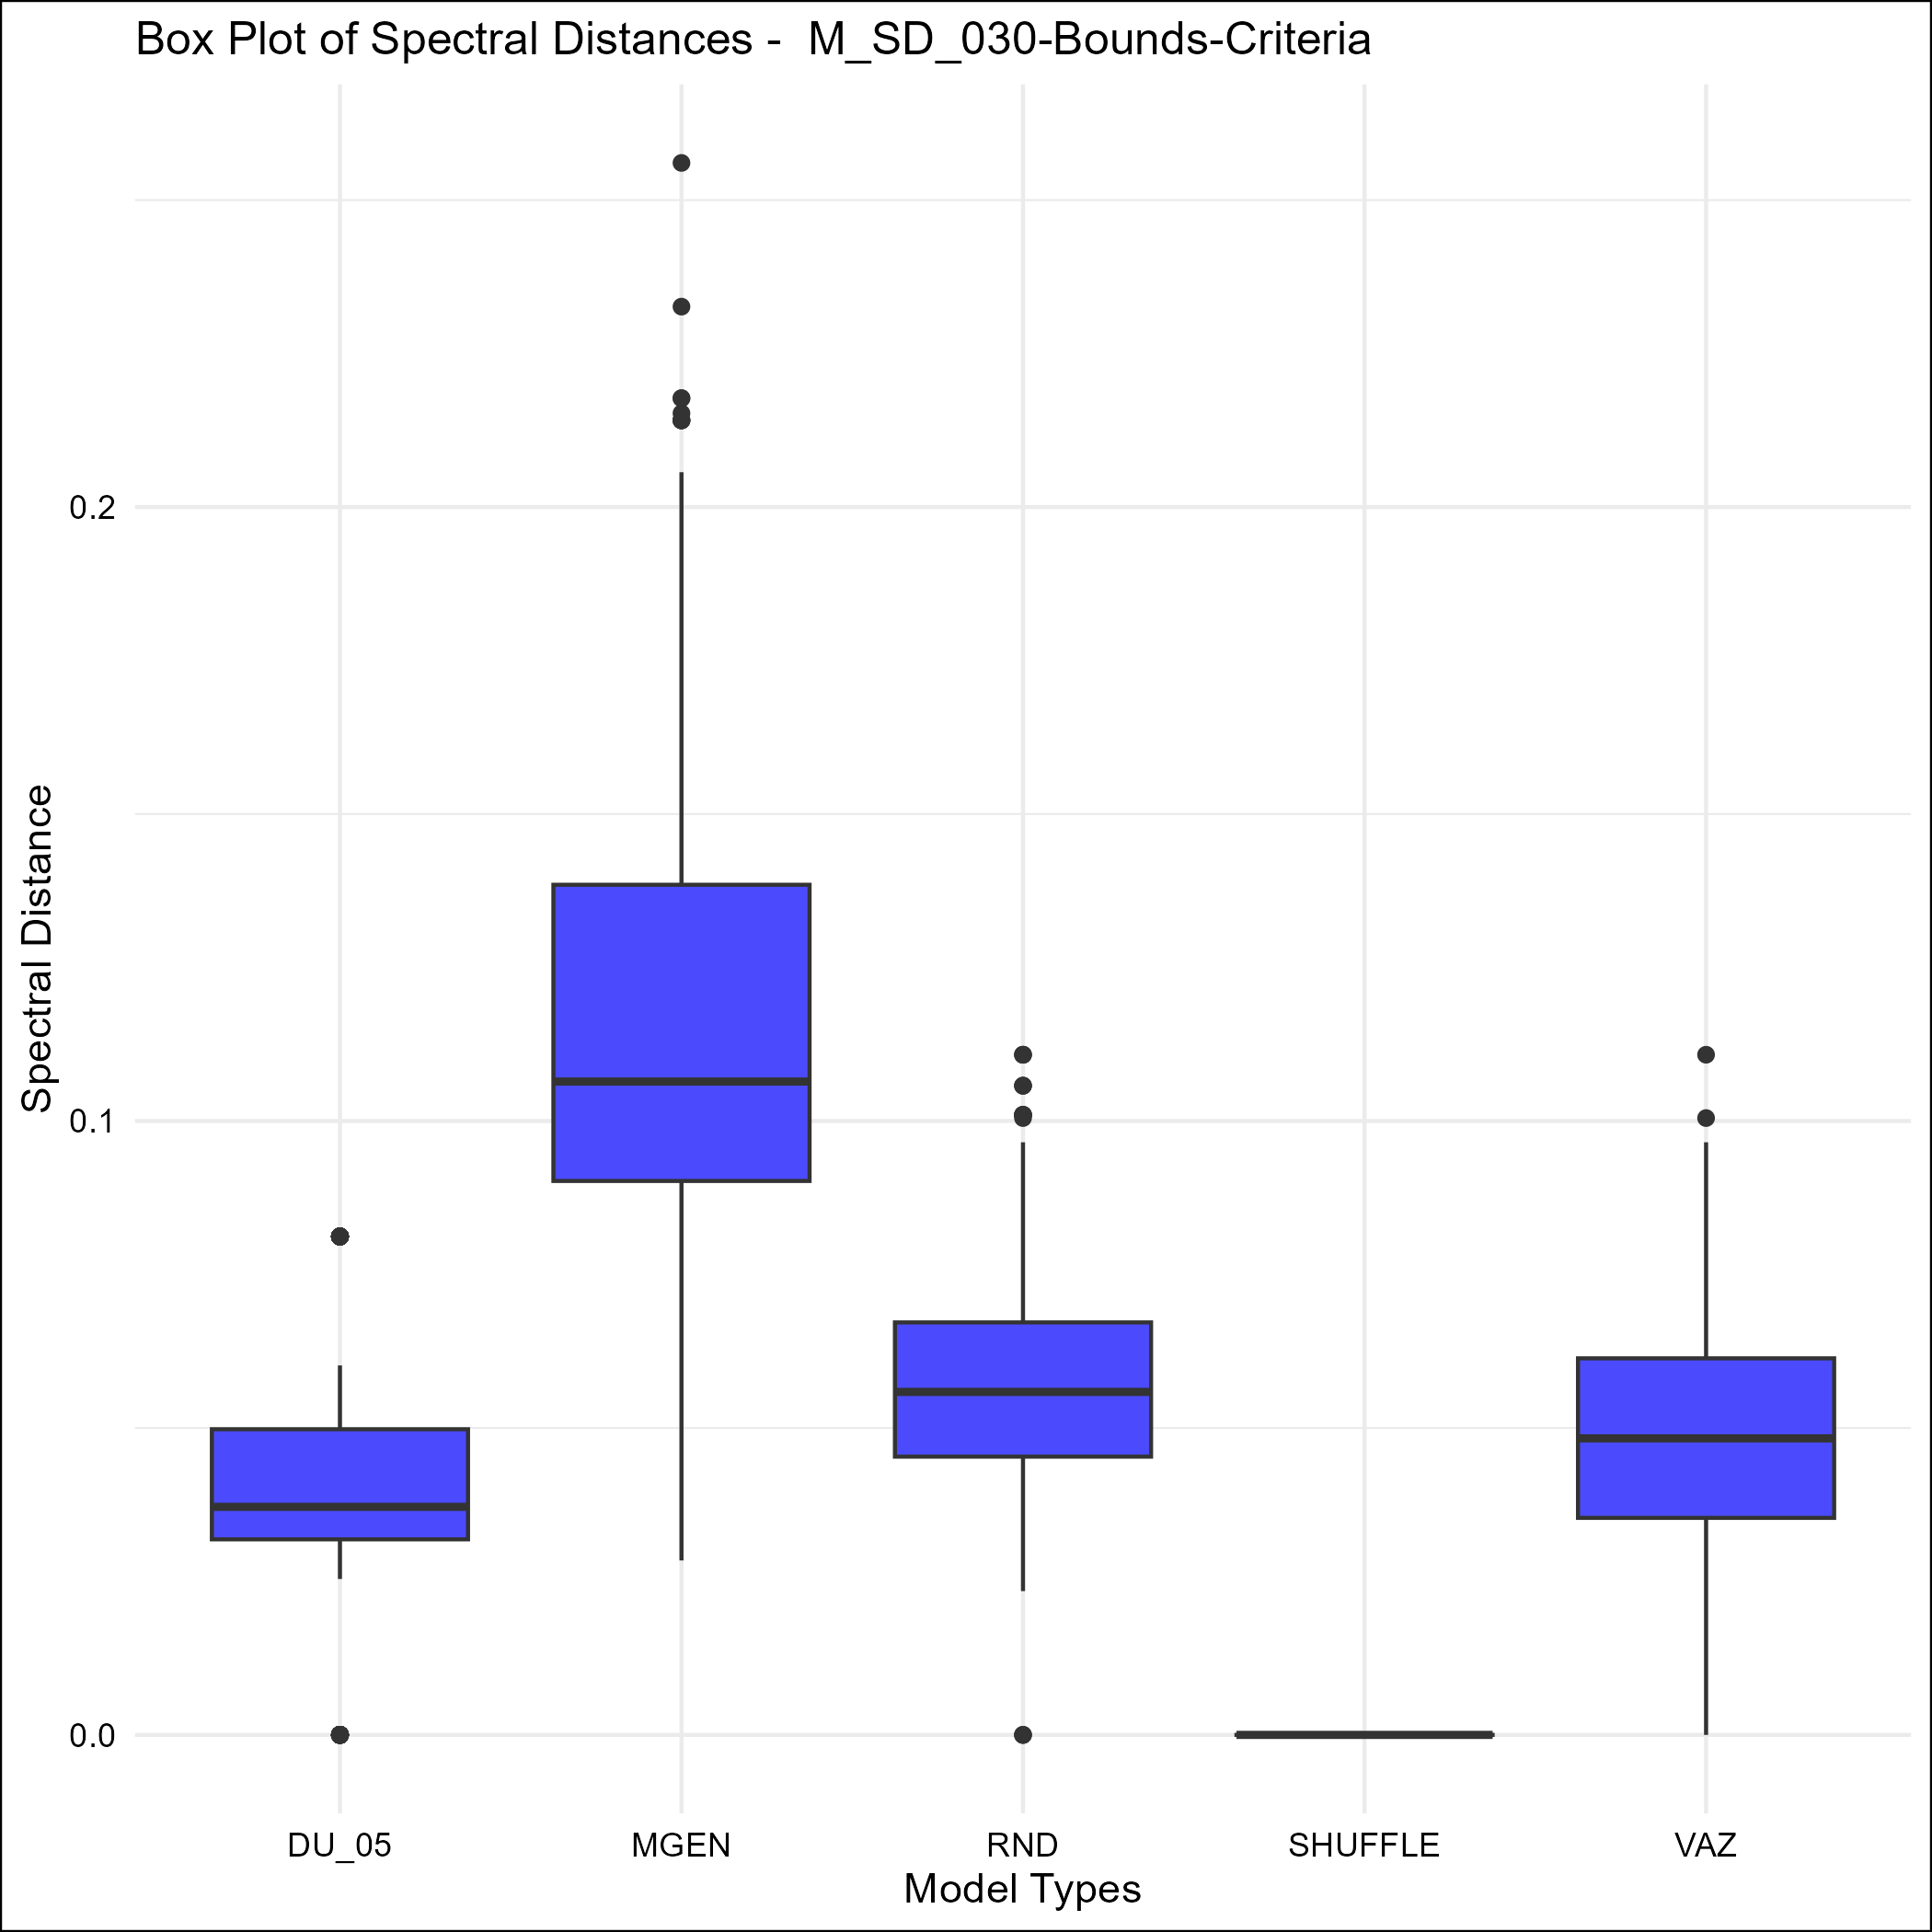 Box Plot of Spectral Distances -  M_SD_030-Bounds-Criteria
Spectral Distance
0.2
0.1
0.0
DU_05 MGEN RND SHUFFLE VAZ
Model Types